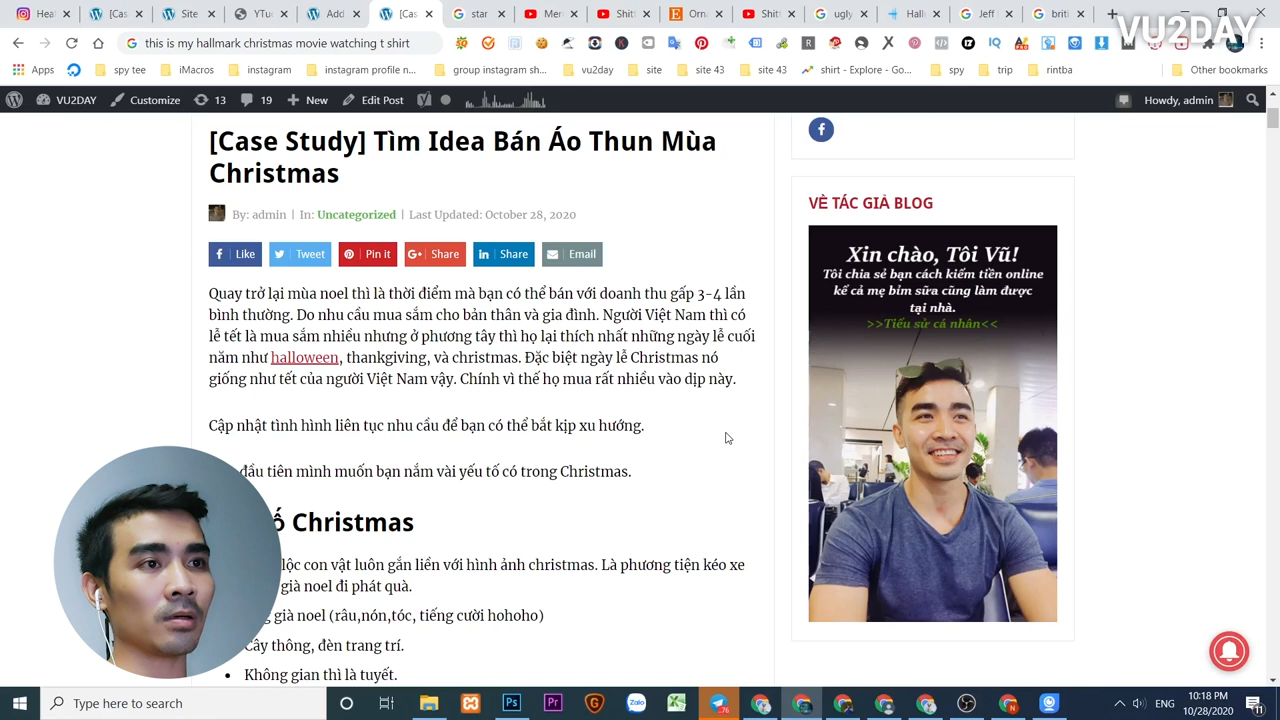 Orn
Goog
ugly
Chri
hallr
Jeff
VU2DAY
this is my hallmark christmas movie watching bl
Apps
spy tee
iMacros
instagram
instagram profile n...
group instagram sh...
vu2day
site
site 43
site 43
shirt - Explore - Go...
spy
trip
rintba
Other bookmarks
VU2DAY
Customize
13
19
New
Edit Post
Howdy, admin
[Case Study] Tìm Idea Bán Áo Thun Mùa
Christmas
By: admin | In: Uncategorized | Last Updated: October 28, 2020
Like
Tweet
Pin it
Share
Share
Email
Quay trở lại mùa noel thì là thời điểm mà bạn có thể bán với doanh thu gấp 3-4 lần
bình thường. Do nhu cầu mua sắm cho bản thân và gia đình. Người Việt Nam thì có
lễ tết là mua sắm nhiều nhưng ở phương tây thì họ lại thích nhất những ngày lễ cuối
năm như halloween, thankgiving, và christmas. Đặc biệt ngày lễ Christmas nó
giống như tết của người Việt Nam vậy. Chính vì thế họ mua rất nhiều vào dịp này.
Cập nhật tình hình liên tục nhu cầu để bạn có thể bắt kịp xu hướng.
đầu tiên mình muốn bạn nắm vài yếu tố có trong Christmas.
ố Christmas
lộc con vật luôn gắn liền với hình ảnh christmas. Là phương tiện kéo xe
già noel đi phát quà.
g già noel (râu,nón,tóc, tiếng cười hohoho)
Cây thông, đèn trang trí.
Không gian thì là tuyết.
VỀ TÁC GIẢ BLOG
Xin chào, Tôi Vũ!
Tôi chia sẻ bạn cách kiếm tiền online
kể cả mẹ bỉm sữa cũng làm được
tại nhà.
>>Tiểu sử cá nhân<<
Type here to search
ENG
10:18 PM
10/28/2020